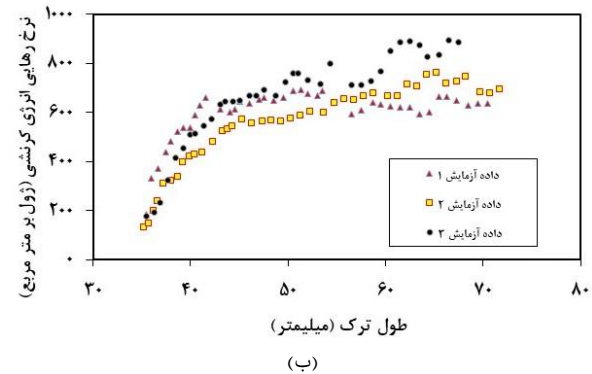 نرخ رهایی انرژی کرنشی (ژول بر متر مربع)
۱۰۰۰
۸۰۰
۶۰۰
۴۰۰
۲۰۰
۰
۳۰ ۴۰ ۵۰ ۶۰ ۷۰ ۸۰
داده آزمایش ۱
داده آزمایش ۲
داده آزمایش ۳
طول ترک (میلیمتر)
(ب)